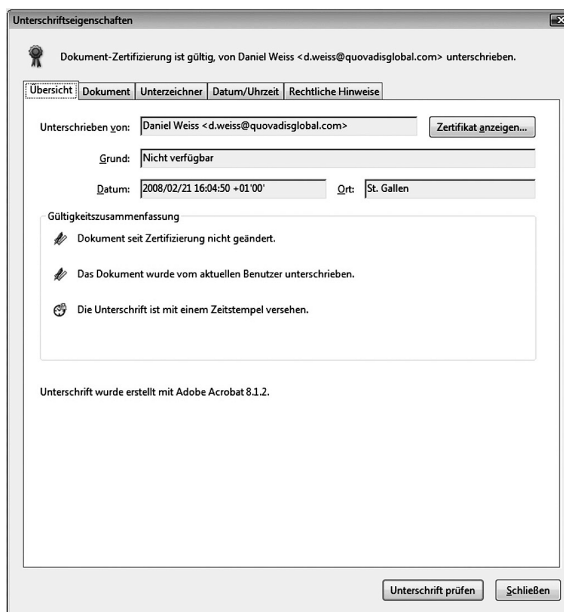 Unterschriftseigenschaften
Dokument-Zertifizierung ist gültig, von Daniel Weiss <d.weiss@quovadisglobal.com> unterschrieben.
Übersicht Dokument Unterzeichner Datum/Uhrzeit Rechtliche Hinweise
Unterschrieben von: Daniel Weiss <d.weiss@quovadisglobal.com> Zertifikat anzeigen...
Grund: Nicht verfügbar
Datum: 2008/02/21 16:04:50 +01'00' Ort: St. Gallen
Gültigkeitszusammenfassung
Dokument seit Zertifizierung nicht geändert.
Das Dokument wurde vom aktuellen Benutzer unterschrieben.
Die Unterschrift ist mit einem Zeitstempel versehen.
Unterschrift wurde erstellt mit Adobe Acrobat 8.1.2.
Unterschrift prüfen Schließen